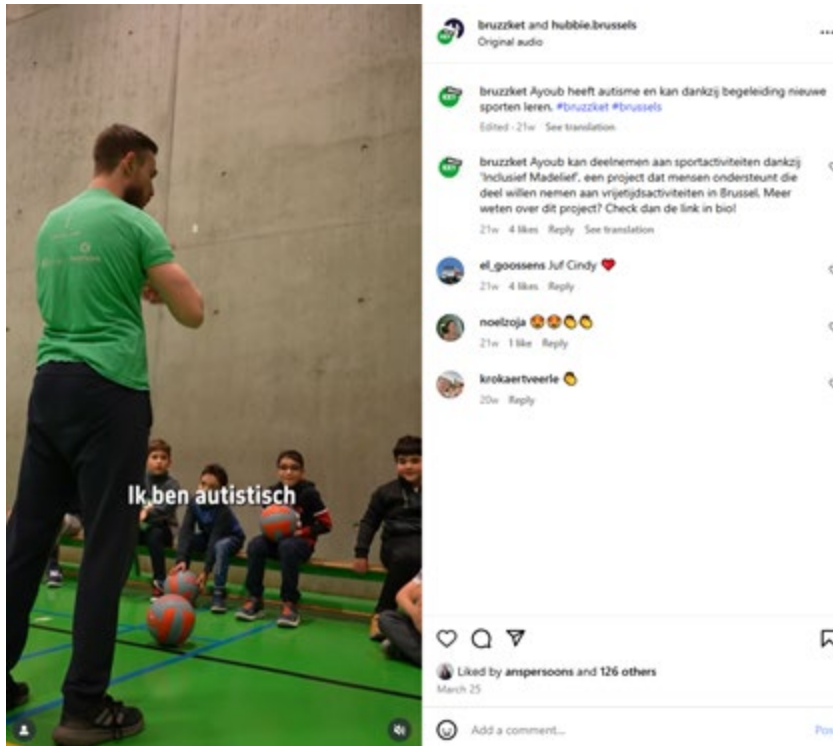 Ik ben autistisch
bruzzket and hubbie.brussels
Original audio
bruzzket Ayoub heeft autisme en kan dankzij begeleiding nieuwe
sporten leren. #bruzzket #brussels
Edited · 21w See translation
bruzzket Ayoub kan deelnemen aan sportactiviteiten dankzij
'Inclusief Madelief', een project dat mensen ondersteunt die
deel willen nemen aan vrijetijdsactiviteiten in Brussel. Meer
weten over dit project? Check dan de link in bio!
21w 4 likes Reply See translation
el_goossens Juf Cindy ❤️
21w 4 likes Reply
noelzoja 😍😍👏👏
21w 1 like Reply
krokaertveerle 👏
20w Reply
Liked by anspersoons and 126 others
March 25
Add a comment...